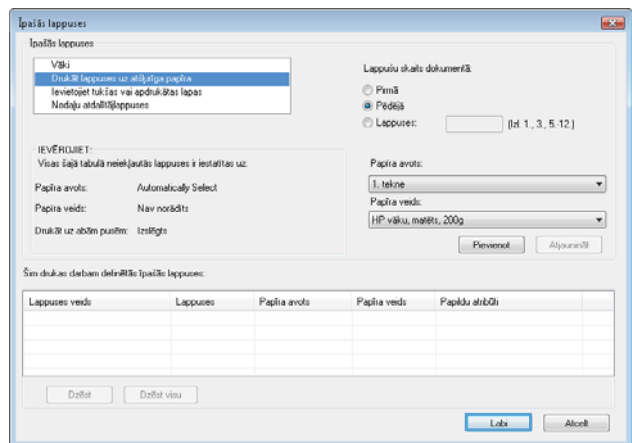 Īpašās lappuses
Īpašās lappuses
Vāki
Drukāt lappuses uz atšķirīga papīra
Ievietojiet tukšas vai apdrukātas lapas
Nodaļu atdalītājlappuses
Lappušu skaits dokumentā:
Pirmā
Pēdējā
Lappuses:
(Izl. 1., 3., 5.-12.)
IEVĒROJIET:
Visas šajā tabulā neiekļautās lappuses ir iestatītas uz:
Papīra avots: Automatically Select
Papīra veids: Nav norādīts
Drukāt uz abām pusēm: Izslēgts
Papīra avots:
1. tekne
Papīra veids:
HP vāku, matēts, 200g
Pievienot Atjaunināt
Šim drukas darbam definētās īpašās lappuses:
Lappuses veids Lappuses Papīra avots Papīra veids Papildu atribūti
Dzēst Dzēst visu
Labi Atcelt